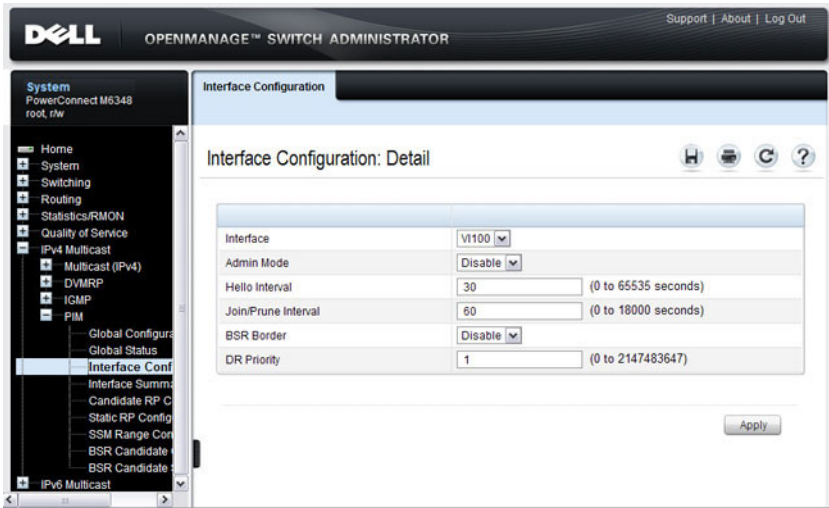 Support | About | Log Out
DELL OPENMANAGE™ SWITCH ADMINISTRATOR
System
PowerConnect M6348
root, r/w
Home
System
Switching
Routing
Statistics/RMON
Quality of Service
IPv4 Multicast
Multicast (IPv4)
DVMRP
IGMP
PIM
Global Configura
Global Status
Interface Conf
Interface Summa
Candidate RP C
Static RP Config
SSM Range Con
BSR Candidate
BSR Candidate
IPv6 Multicast
Interface Configuration
Interface Configuration: Detail
Interface Vl100
Admin Mode Disable
Hello Interval 30 (0 to 65535 seconds)
Join/Prune Interval 60 (0 to 18000 seconds)
BSR Border Disable
DR Priority 1 (0 to 2147483647)
Apply